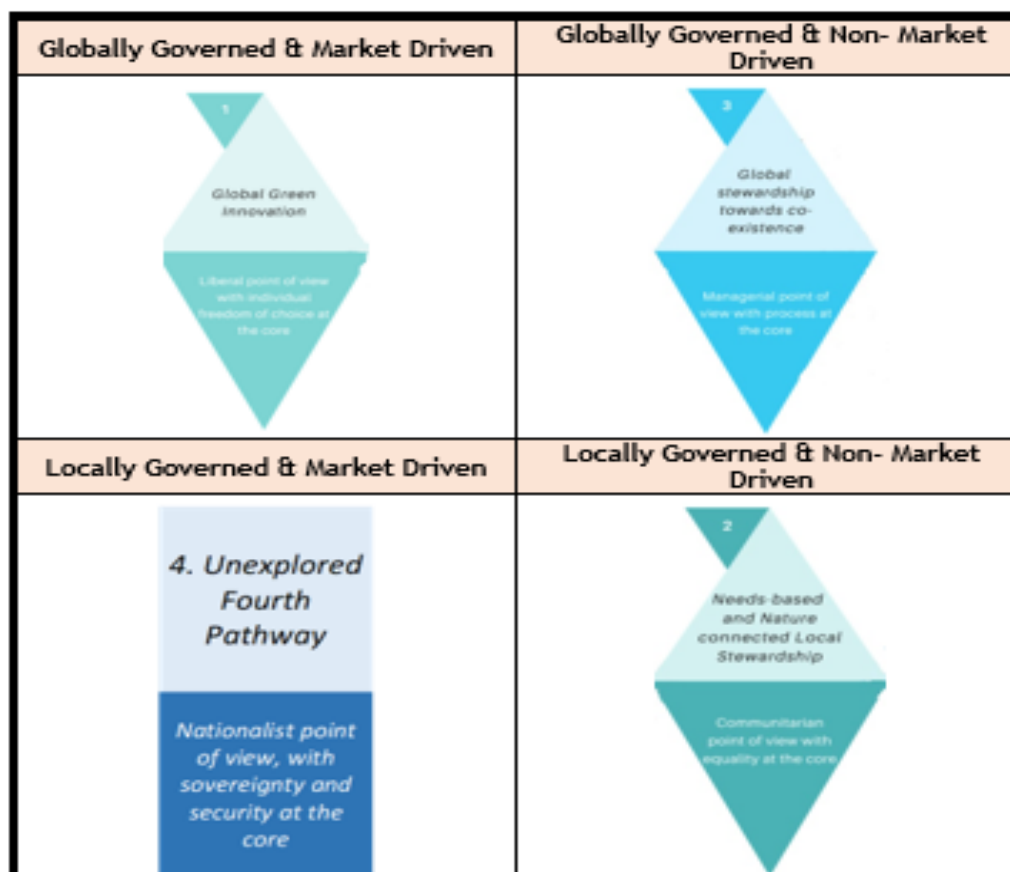 Globally Governed & Market Driven
Globally Governed & Non- Market
Driven
1
Global Green
Innovation
Liberal point of view
with individual
freedom of choice at
the core
3
Global
stewardship
towards co-
existence
Managerial point of
view with process at
the core
Locally Governed & Market Driven
Locally Governed & Non- Market
Driven
4. Unexplored
Fourth
Pathway
Nationalist point
of view, with
sovereignty and
security at the
core
2
Needs-based
and Nature
connected Local
Stewardship
Communitarian
point of view with
equality at the core